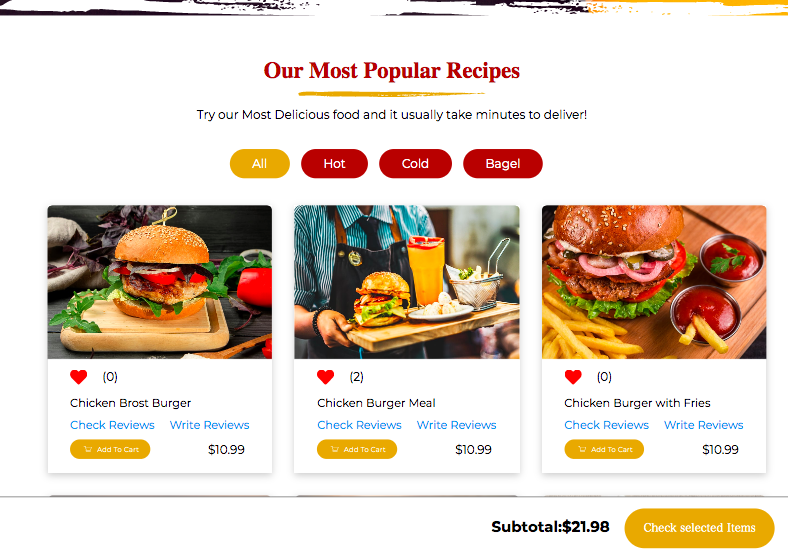 Our Most Popular Recipes
Try our Most Delicious food and it usually take minutes to deliver!
All Hot Cold Bagel
(0) (2) (0)
Chicken Brost Burger Chicken Burger Meal Chicken Burger with Fries
Check Reviews Write Reviews Check Reviews Write Reviews Check Reviews Write Reviews
Add To Cart $10.99 Add To Cart $10.99 Add To Cart $10.99
Subtotal:$21.98 Check selected Items